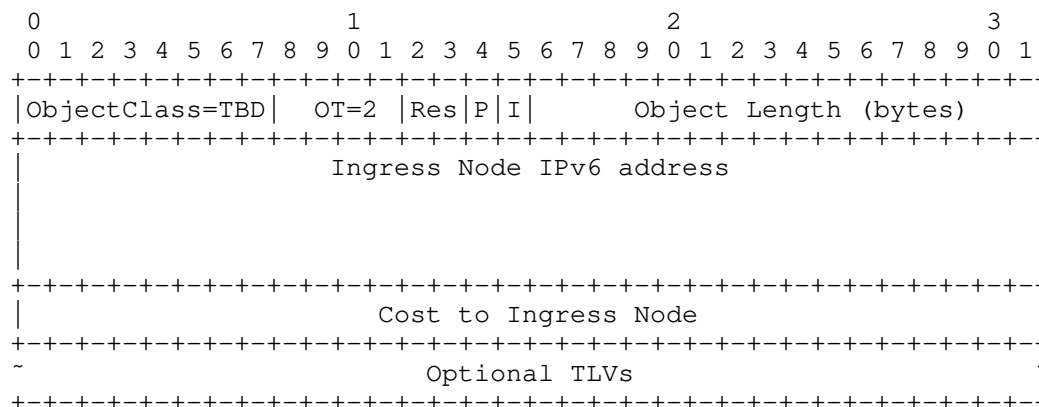 0                   1                   2                   3
0 1 2 3 4 5 6 7 8 9 0 1 2 3 4 5 6 7 8 9 0 1 2 3 4 5 6 7 8 9 0 1
+-+-+-+-+-+-+-+-+-+-+-+-+-+-+-+-+-+-+-+-+-+-+-+-+-+-+-+-+-+-+-+-
|ObjectClass=TBD|  OT=2 |Res|P|I|      Object Length (bytes)
+-+-+-+-+-+-+-+-+-+-+-+-+-+-+-+-+-+-+-+-+-+-+-+-+-+-+-+-+-+-+-+-
|                   Ingress Node IPv6 address
|
|
|
+-+-+-+-+-+-+-+-+-+-+-+-+-+-+-+-+-+-+-+-+-+-+-+-+-+-+-+-+-+-+-+-
|                      Cost to Ingress Node
+-+-+-+-+-+-+-+-+-+-+-+-+-+-+-+-+-+-+-+-+-+-+-+-+-+-+-+-+-+-+-+-
~                         Optional TLVs                         ~
+-+-+-+-+-+-+-+-+-+-+-+-+-+-+-+-+-+-+-+-+-+-+-+-+-+-+-+-+-+-+-+-